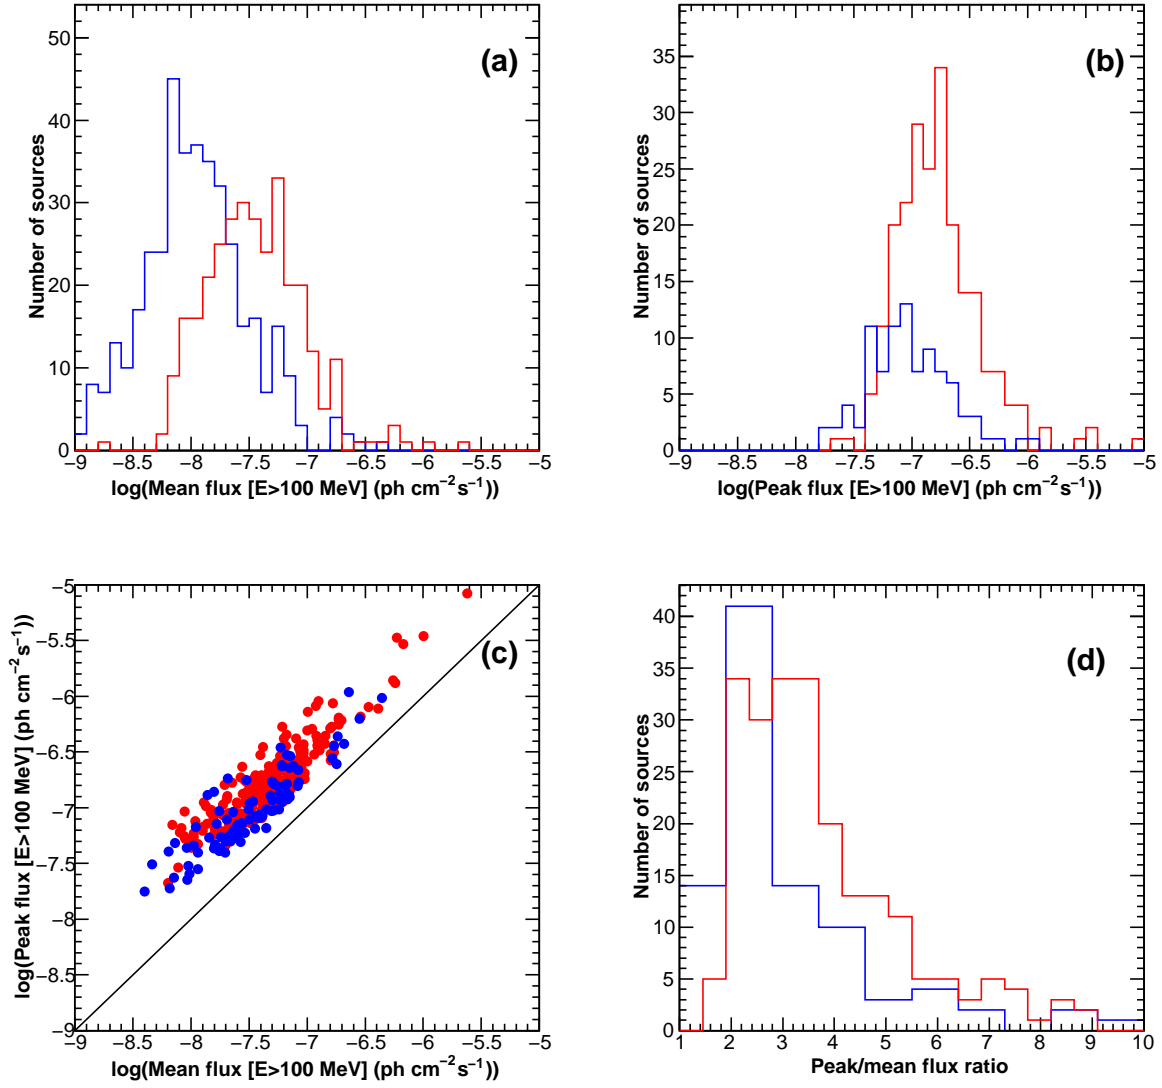 (a)
Number of sources
50
40
30
20
10
0
−9 −8.5 −8 −7.5 −7 −6.5 −6 −5.5 −5
log(Mean flux [E>100 MeV] (ph cm−2s−1))
(b)
Number of sources
35
30
25
20
15
10
5
0
−9 −8.5 −8 −7.5 −7 −6.5 −6 −5.5 −5
log(Peak flux [E>100 MeV] (ph cm−2s−1))
(c)
log(Peak flux [E>100 MeV] (ph cm−2s−1))
−5
−5.5
−6
−6.5
−7
−7.5
−8
−8.5
−9
−9 −8.5 −8 −7.5 −7 −6.5 −6 −5.5 −5
log(Mean flux [E>100 MeV] (ph cm−2s−1))
(d)
Number of sources
40
35
30
25
20
15
10
5
0
1 2 3 4 5 6 7 8 9 10
Peak/mean flux ratio